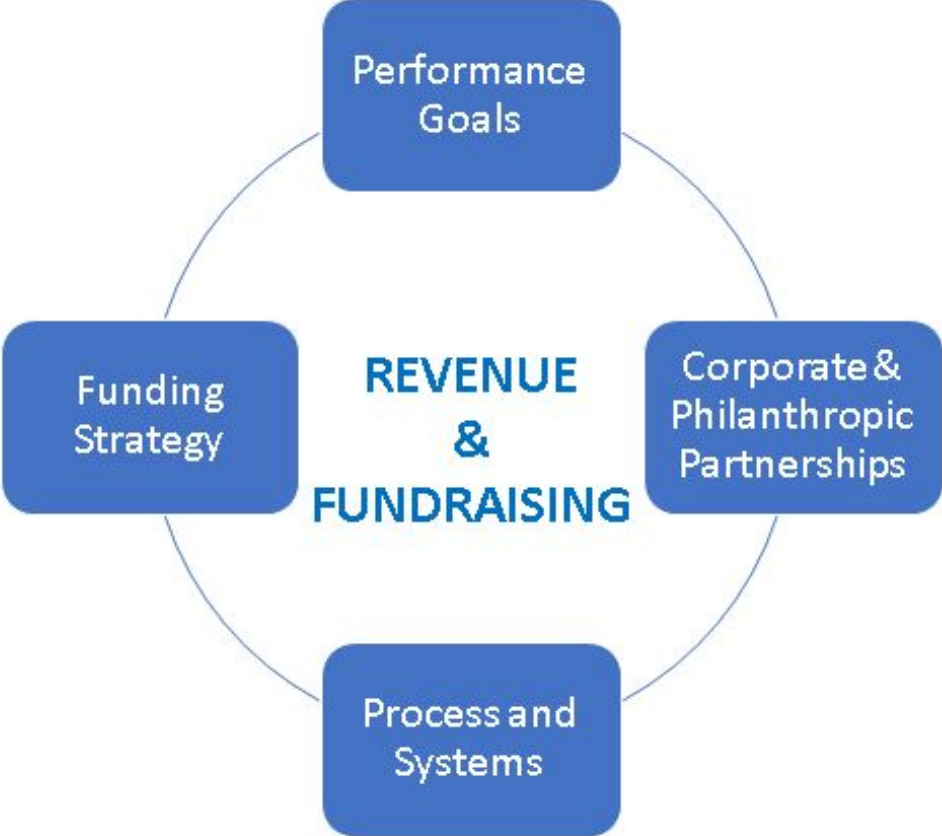 Performance
Goals
Funding
Strategy
REVENUE
&
FUNDRAISING
Corporate &
Philanthropic
Partnerships
Process and
Systems